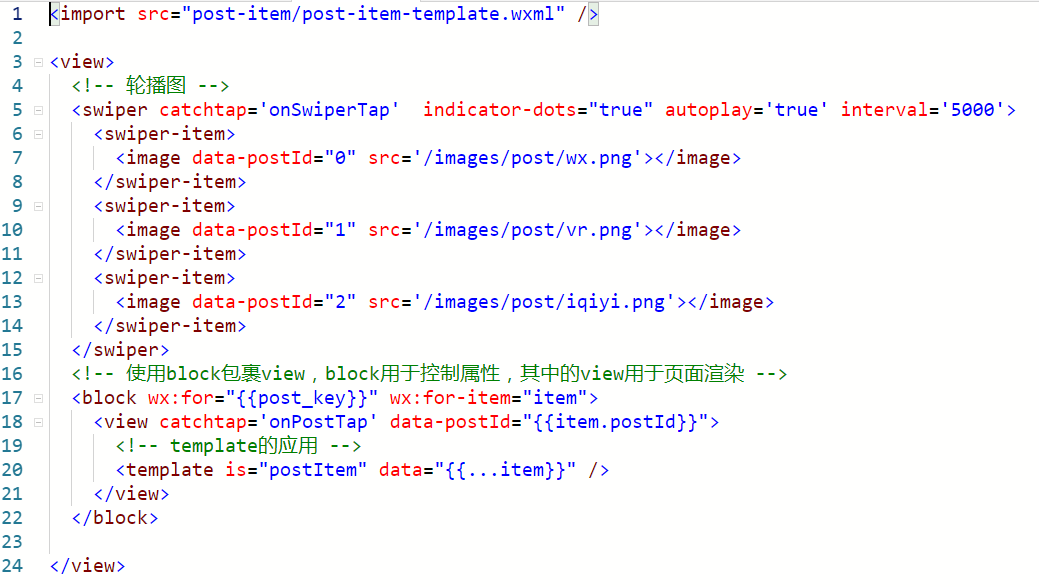 1 <import src="post-item/post-item-template.wxml" />
2
3 <view>
4   <!-- 轮播图 -->
5   <swiper catchtap='onSwiperTap'  indicator-dots="true" autoplay='true' interval='5000'>
6     <swiper-item>
7       <image data-postId="0" src='/images/post/wx.png'></image>
8     </swiper-item>
9     <swiper-item>
10       <image data-postId="1" src='/images/post/vr.png'></image>
11     </swiper-item>
12     <swiper-item>
13       <image data-postId="2" src='/images/post/iqiyi.png'></image>
14     </swiper-item>
15   </swiper>
16   <!-- 使用block包裹view，block用于控制属性，其中的view用于页面渲染 -->
17   <block wx:for="{{post_key}}" wx:for-item="item">
18     <view catchtap='onPostTap' data-postId="{{item.postId}}">
19       <!-- template的应用 -->
20       <template is="postItem" data="{{...item}}" />
21     </view>
22   </block>
23
24 </view>